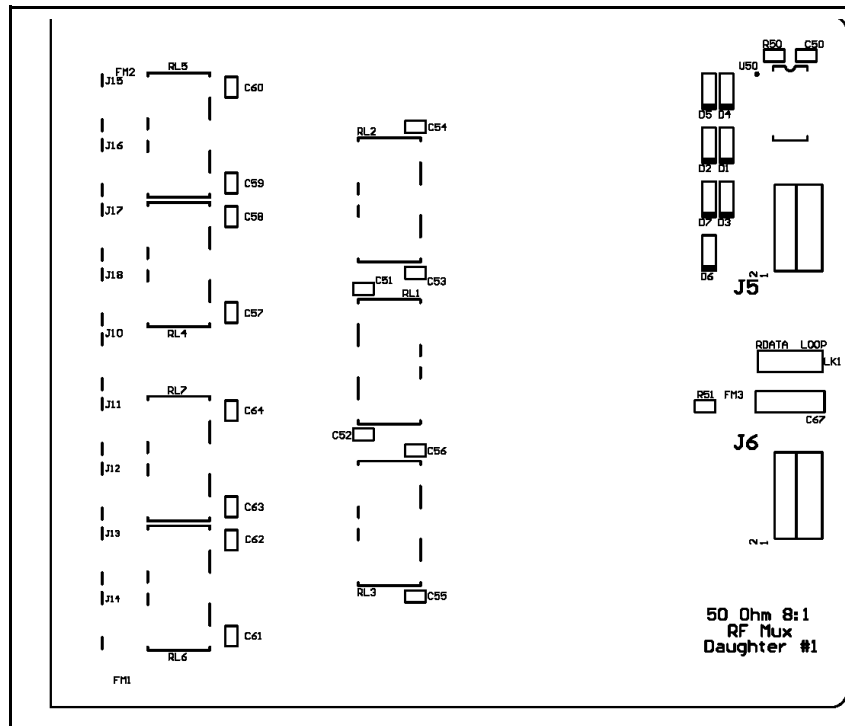 R50 C50
FM2 RL5 U50
J15
C60
D5 D4
C54
RL2
J16
D2 D1
C59
J17
C58
D7 D3
J18
C53
D6
2 1
C51
J5
RL1
C57
J10
RL4
RDATA LOOP
LK1
RL7
R51 FM3
J11
C64
C67
C52
J6
C56
J12
C63
J13
C62
2 1
RL3
J14
C55
50 Ohm 8:1
RF Mux
Daughter #1
C61
RL6
FM1